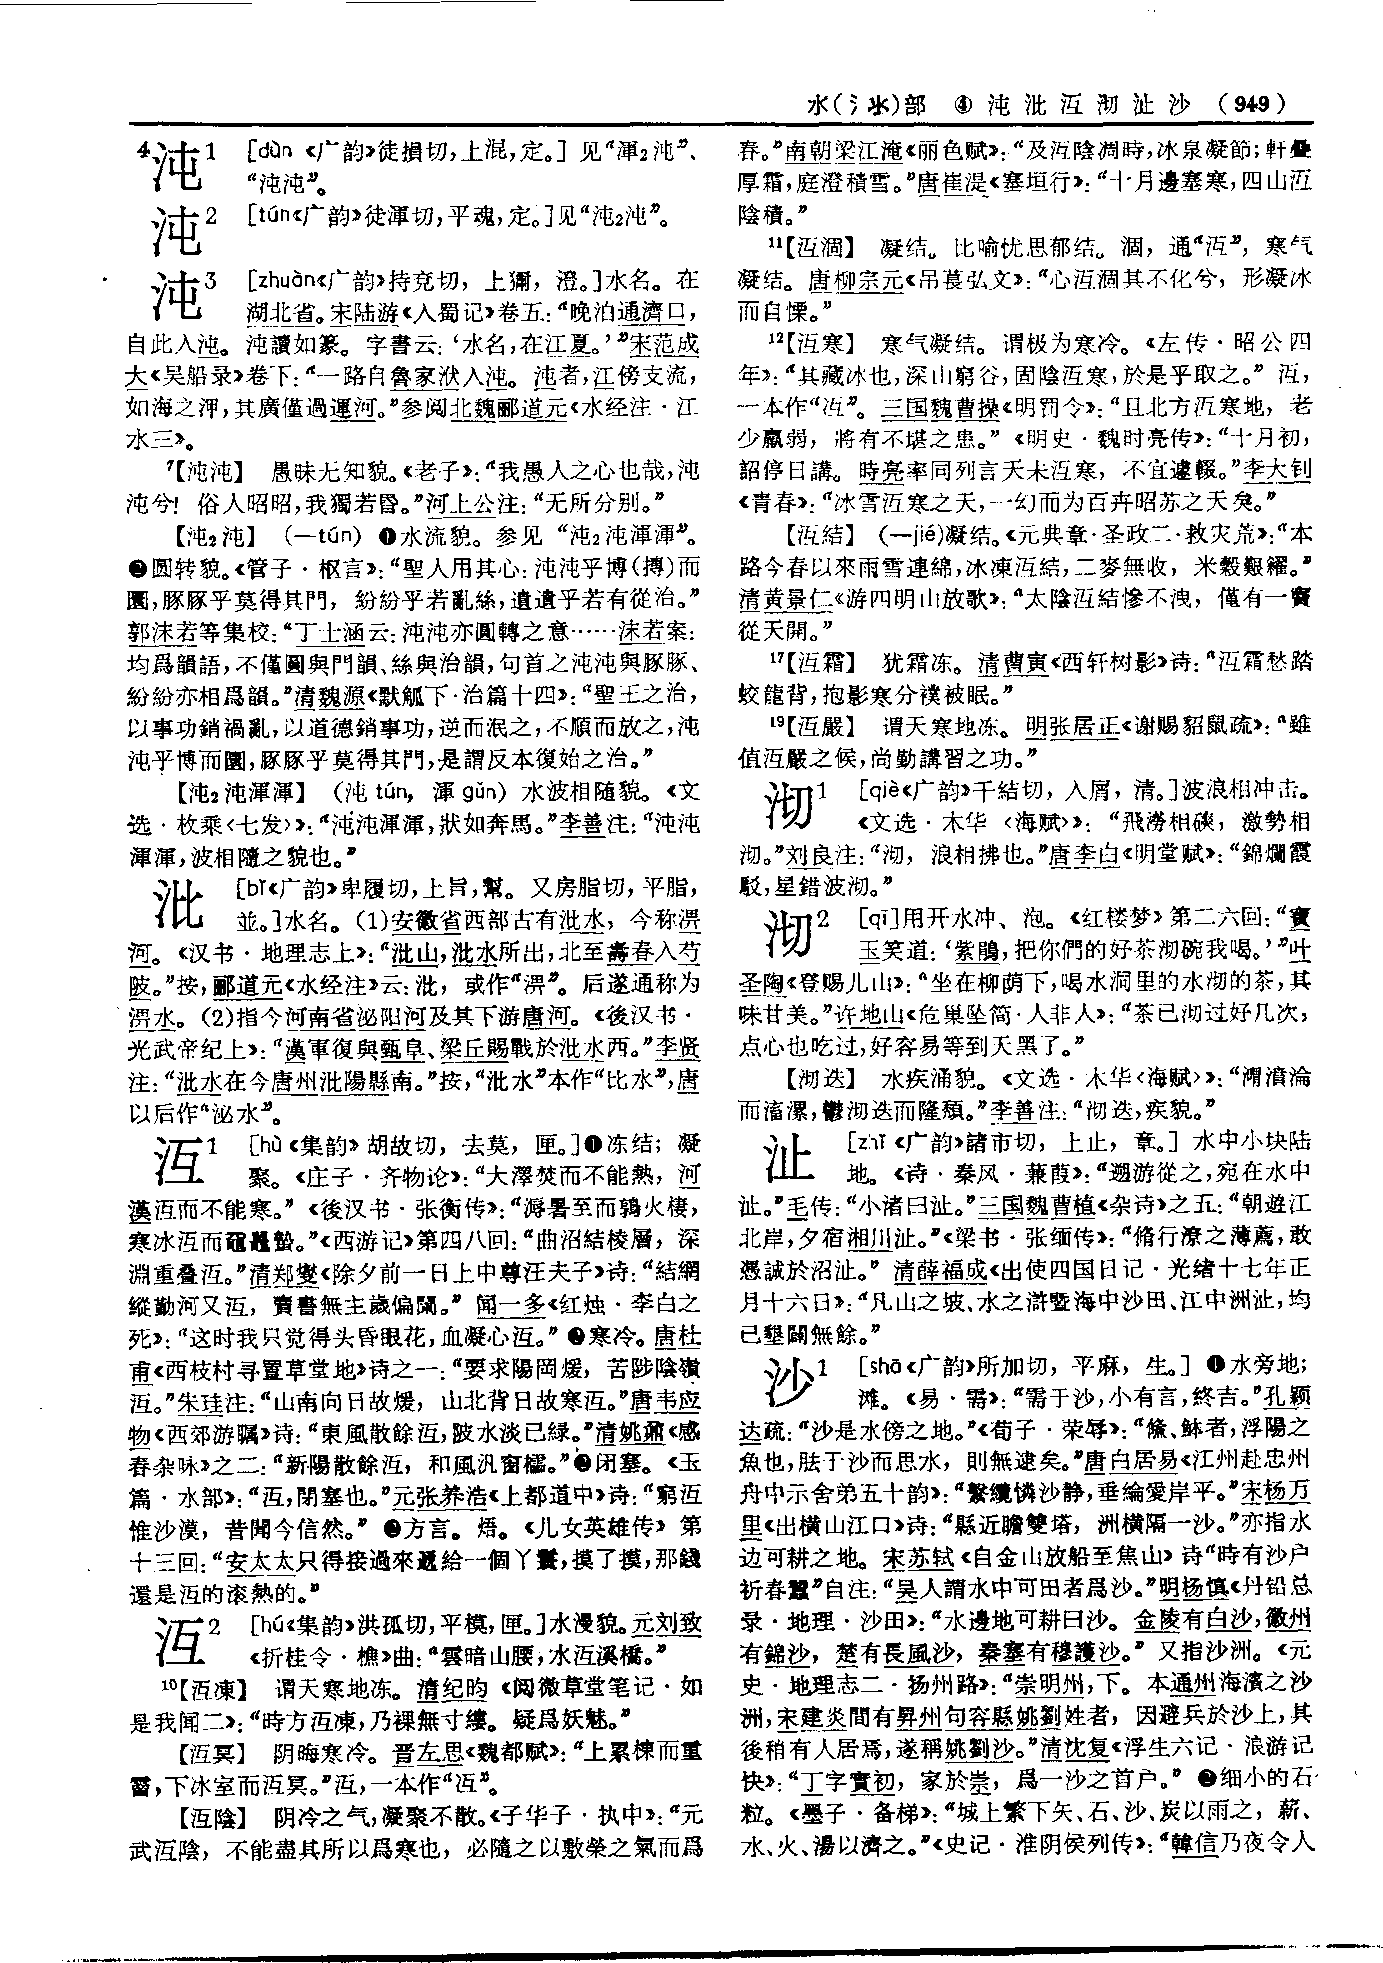 水(氵氺)部 ④ 沌沘沍沏沚沙 (949)
4沌1 [dùn《广韵》徒損切,上混,定。] 见“渾2沌”、
“沌沌”。
沌2 [tún《广韵》徒渾切,平魂,定。]见“沌2沌”。
沌3 [zhuàn《广韵》持兖切,上獮,澄。]水名。在
湖北省。宋陆游《入蜀记》卷五:“晚泊通濟口,
自此入沌。沌讀如篆。字書云:‘水名,在江夏。’”宋范成
大《吴船录》卷下:“一路自魯家洑入沌。沌者,江傍支流,
如海之㳌,其廣僅過運河。”参阅北魏郦道元《水经注·江
水三》。
7【沌沌】 愚昧无知貌。《老子》:“我愚人之心也哉,沌
沌兮!俗人昭昭,我獨若昏。”河上公注:“无所分别。”
【沌2沌】(—tún) ❶水流貌。参见“沌2沌渾渾”。
❷圆转貌。《管子·枢言》:“聖人用其心:沌沌乎博(摶)而
圜,豚豚乎莫得其門,紛紛乎若亂絲,遺遺乎若有從治。”
郭沫若等集校:“丁士涵云:沌沌亦圓轉之意……沫若案:
均爲韻語,不僅圜與門韻、絲與治韻,句首之沌沌與豚豚、
紛紛亦相爲韻。”清魏源《默觚下·治篇十四》:“聖王之治,
以事功銷禍亂,以道德銷事功,逆而泯之,不順而放之,沌
沌乎博而圜,豚豚乎莫得其門,是謂反本復始之治。”
【沌2沌渾渾】(沌 tún,渾 gǔn) 水波相随貌。《文
选·枚乘〈七发〉》:“沌沌渾渾,狀如奔馬。”李善注:“沌沌
渾渾,波相隨之貌也。”
沘 [bǐ《广韵》卑履切,上旨,幫。又房脂切,平脂,
並。]水名。(1)安徽省西部古有沘水,今称淠
河。《汉书·地理志上》:“沘山,沘水所出,北至壽春入芍
陂。”按,郦道元《水经注》云:沘,或作“淠”。后遂通称为
淠水。(2)指今河南省泌阳河及其下游唐河。《後汉书·
光武帝纪上》:“漢軍復與甄阜、梁丘賜戰於沘水西。”李贤
注:“沘水在今唐州沘陽縣南。”按,“沘水”本作“比水”,唐
以后作“泌水”。
沍1 [hù《集韵》胡故切,去莫,匣。]❶冻结;凝
聚。《庄子·齐物论》:“大澤焚而不能熱,河
漢沍而不能寒。”《後汉书·张衡传》:“溽暑至而鶉火棲,
寒冰沍而黿鼉蟄。”《西游记》第四八回:“曲沼結棱層,深
淵重叠沍。”清郑燮《除夕前一日上中尊汪夫子》诗:“結網
縱勤河又沍,賣書無主歲偏闌。”闻一多《红烛·李白之
死》:“这时我只觉得头昏眼花,血凝心沍。”❷寒冷。唐杜
甫《西枝村寻置草堂地》诗之一:“要求陽岡煖,苦陟陰嶺
沍。”朱珪注:“山南向日故煖,山北背日故寒沍。”唐韦应
物《西郊游瞩》诗:“東風散餘沍,陂水淡已緑。”清姚鼐《感
春杂咏》之二:“新陽散餘沍,和風汎窗櫺。”❸闭塞。《玉
篇·水部》:“沍,閉塞也。”元张养浩《上都道中》诗:“窮沍
惟沙漠,昔聞今信然。”❹方言。焐。《儿女英雄传》第
十三回:“安太太只得接過來遞給一個丫鬟,摸了摸,那錢
還是沍的滚熱的。”
沍2 [hú《集韵》洪孤切,平模,匣。]水漫貌。元刘致
《折桂令·樵》曲:“雲暗山腰,水沍溪橋。”
10【沍凍】 谓天寒地冻。清纪昀《阅微草堂笔记·如
是我闻二》:“時方沍凍,乃裸無寸縷。疑爲妖魅。”
【沍冥】 阴晦寒冷。晋左思《魏都赋》:“上累棟而重
霤,下冰室而沍冥。”沍,一本作“冱”。
【沍陰】 阴冷之气,凝聚不散。《子华子·执中》:“元
武沍陰,不能盡其所以爲寒也,必隨之以敷榮之氣而爲
春。”南朝梁江淹《丽色赋》:“及沍陰凋時,冰泉凝節;軒疊
厚霜,庭澄積雪。”唐崔湜《塞垣行》:“十月邊塞寒,四山沍
陰積。”
11【沍涸】 凝结。比喻忧思郁结。涸,通“沍”,寒气
凝结。唐柳宗元《吊苌弘文》:“心沍涸其不化兮,形凝冰
而自慄。”
12【沍寒】 寒气凝结。谓极为寒冷。《左传·昭公四
年》:“其藏冰也,深山窮谷,固陰沍寒,於是乎取之。”沍,
一本作“冱”。三国魏曹操《明罚令》:“且北方沍寒地,老
少羸弱,將有不堪之患。”《明史·魏时亮传》:“十月初,
詔停日講。時亮率同列言天未沍寒,不宜遽輟。”李大钊
《青春》:“冰雪沍寒之天,一幻而为百卉昭苏之天矣。”
【沍結】(—jié)凝结。《元典章·圣政二·救灾荒》:“本
路今春以來雨雪連綿,冰凍沍結,二麥無收,米穀艱糴。”
清黄景仁《游四明山放歌》:“太陰沍結慘不洩,僅有一竇
從天開。”
17【沍霜】 犹霜冻。清曹寅《西轩树影》诗:“沍霜愁踏
蛟龍背,抱影寒分襆被眠。”
19【沍嚴】 谓天寒地冻。明张居正《谢赐貂鼠疏》:“雖
值沍嚴之候,尚勤講習之功。”
沏1 [qiè《广韵》千結切,入屑,清。]波浪相冲击。
《文选·木华〈海赋〉》:“飛澇相磢,激勢相
沏。”刘良注:“沏,浪相拂也。”唐李白《明堂赋》:“錦爛霞
駁,星錯波沏。”
沏2 [qī]用开水冲、泡。《红楼梦》第二六回:“寶
玉笑道:‘紫鵑,把你們的好茶沏碗我喝。’”叶
圣陶《登赐儿山》:“坐在柳荫下,喝水洞里的水沏的茶,其
味甘美。”许地山《危巢坠简·人非人》:“茶已沏过好几次,
点心也吃过,好容易等到天黑了。”
【沏迭】 水疾涌貌。《文选·木华〈海赋〉》:“潤濆淪
而滀漯,鬱沏迭而隆頹。”李善注:“沏迭,疾貌。”
沚 [zhǐ《广韵》諸市切,上止,章。] 水中小块陆
地。《诗·秦风·蒹葭》:“遡游從之,宛在水中
沚。”毛传:“小渚曰沚。”三国魏曹植《杂诗》之五:“朝遊江
北岸,夕宿湘川沚。”《梁书·张缅传》:“脩行潦之薄薦,敢
憑誠於沼沚。”清薛福成《出使四国日记·光绪十七年正
月十六日》:“凡山之坡、水之滸暨海中沙田、江中洲沚,均
已墾闢無餘。”
沙1 [shā《广韵》所加切,平麻,生。] ❶水旁地;
滩。《易·需》:“需于沙,小有言,終吉。”孔颖
达疏:“沙是水傍之地。”《荀子·荣辱》:“鯈、䱁者,浮陽之
魚也,胠于沙而思水,則無逮矣。”唐白居易《江州赴忠州
舟中示舍弟五十韵》:“繫纜憐沙静,垂綸愛岸平。”宋杨万
里《出横山江口》诗:“縣近瞻雙塔,洲横隔一沙。”亦指水
边可耕之地。宋苏轼《自金山放船至焦山》诗“時有沙户
祈春蠶”自注:“吴人謂水中可田者爲沙。”明杨慎《丹铅总
录·地理·沙田》:“水邊地可耕曰沙。金陵有白沙,徽州
有錦沙,楚有長風沙,秦塞有穆護沙。”又指沙洲。《元
史·地理志二·扬州路》:“崇明州,下。本通州海濱之沙
洲,宋建炎間有昇州句容縣姚劉姓者,因避兵於沙上,其
後稍有人居焉,遂稱姚劉沙。”清沈复《浮生六记·浪游记
快》:“丁字實初,家於崇,爲一沙之首户。”❷细小的石
粒。《墨子·备梯》:“城上繁下矢、石、沙、炭以雨之,薪、
水、火、湯以濟之。”《史记·淮阴侯列传》:“韓信乃夜令人